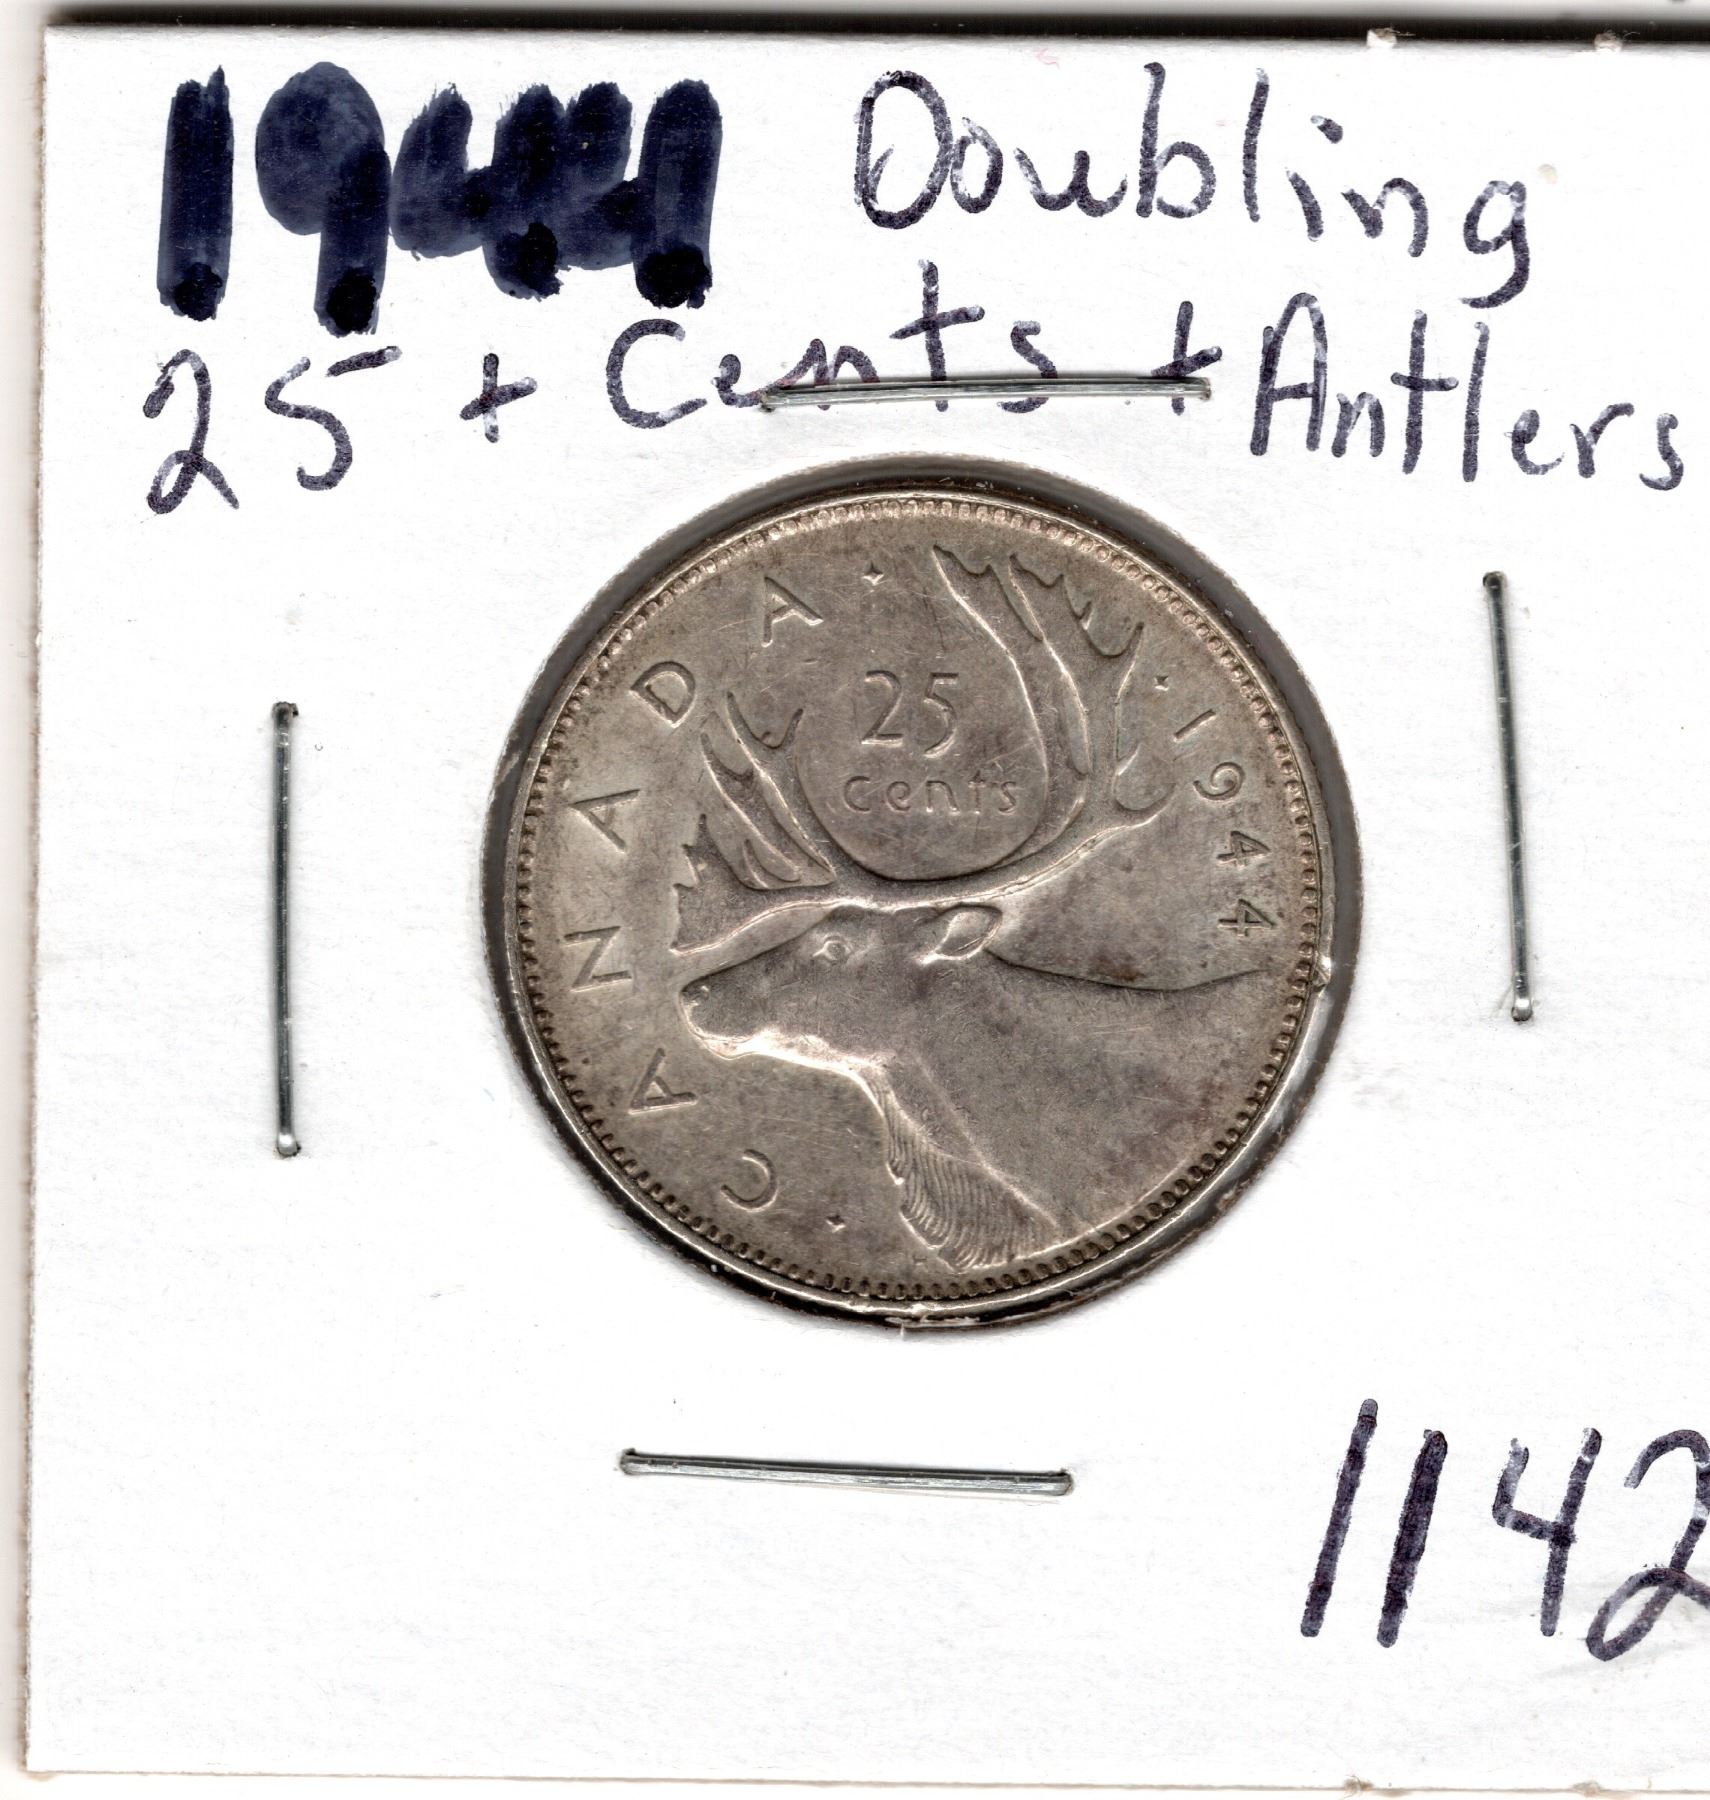 1944 Doubling
25 + Cents + Antlers
CANADA
25
cents
1944
H
1142